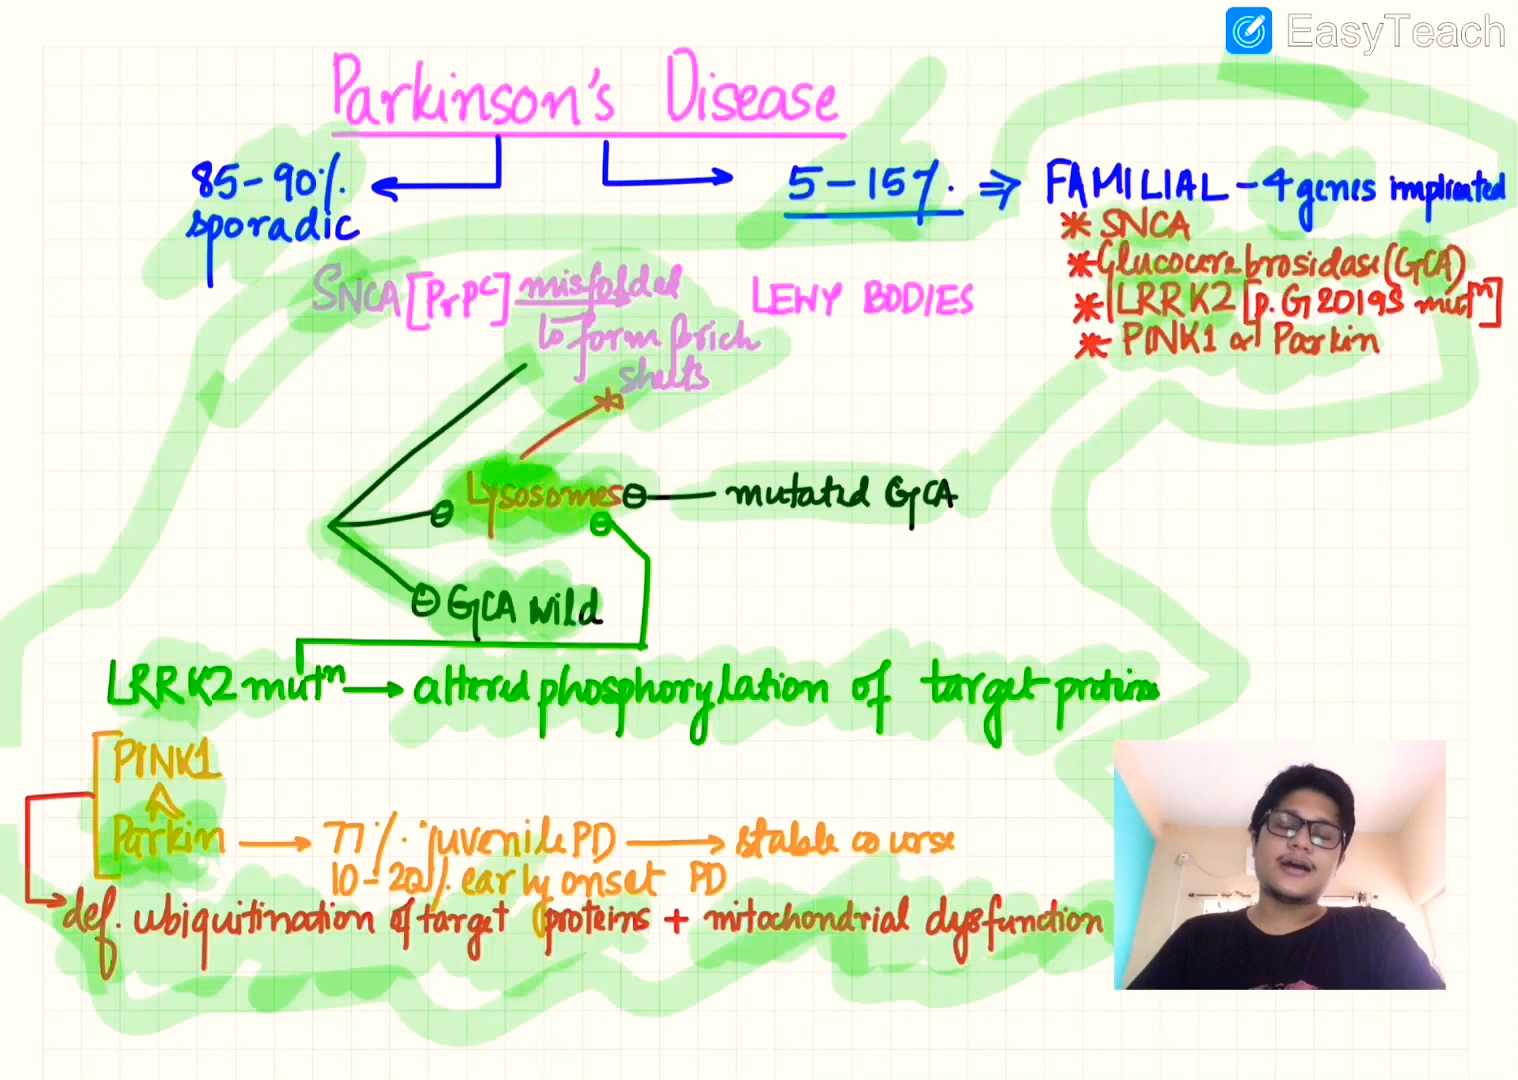 EasyTeach
Parkinson's Disease
85-90%.
sporadic
5-15%. ⇒ FAMILIAL - 4 genes implicated
* SNCA
* Glucocerebrosidase (GCA)
* LRRK2 [p.G2019S mutⁿ]
* PINK1 or Parkin
SNCA [PrPᶜ] misfolded
to form β rich
sheets
LEWY BODIES
Lysosomes
mutated GCA
GCA wild
LRRK2 mutⁿ → altered phosphorylation of target proteins
PINK1
Parkin → 77%. juvenile PD → stable course
10-20%. early onset PD
def. ubiquitination of target proteins + mitochondrial dysfunction